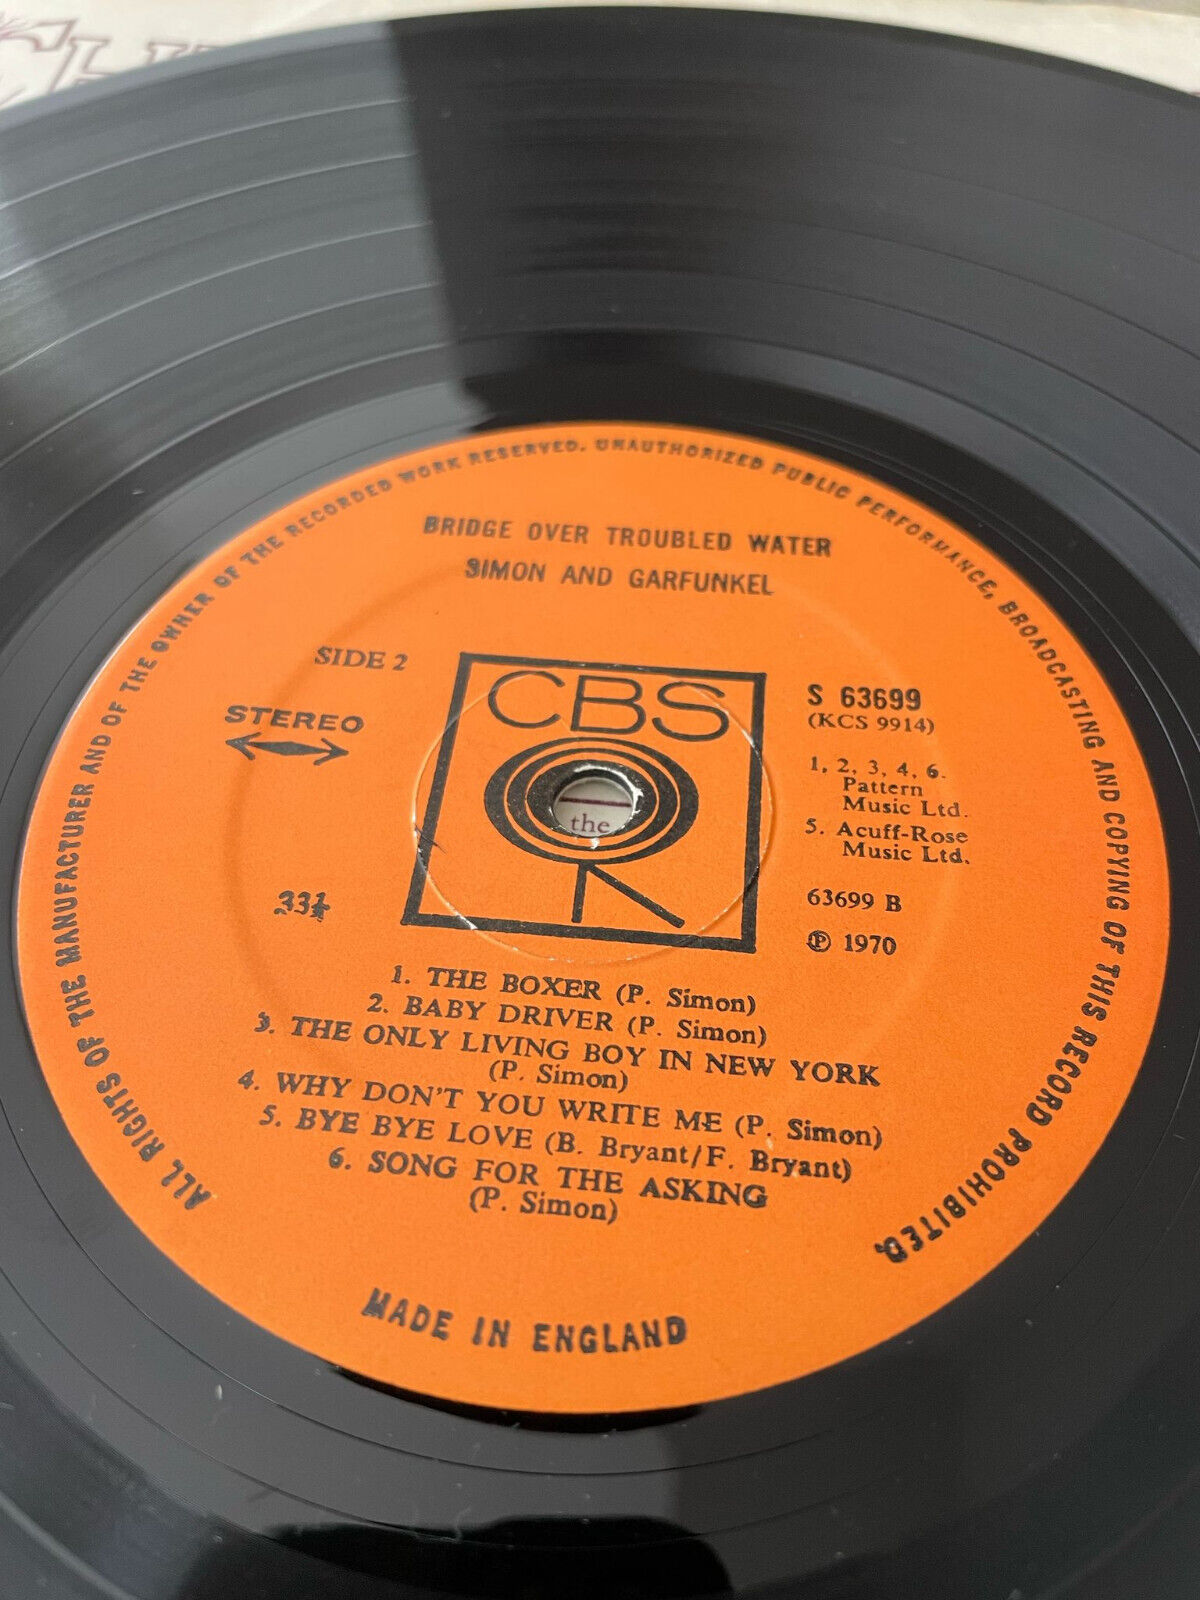 ALL RIGHTS OF THE MANUFACTURER AND OF THE OWNER OF THE RECORDED WORK RESERVED. UNAUTHORIZED PUBLIC PERFORMANCE, BROADCASTING AND COPYING OF THIS RECORD PROHIBITED.
BRIDGE OVER TROUBLED WATER
SIMON AND GARFUNKEL
SIDE 2
STEREO
CBS
S 63699
(KCS 9914)
1, 2, 3, 4, 6.
Pattern
Music Ltd.
5. Acuff-Rose
Music Ltd.
the
33⅓
63699 B
℗ 1970
1. THE BOXER (P. Simon)
2. BABY DRIVER (P. Simon)
3. THE ONLY LIVING BOY IN NEW YORK
(P. Simon)
4. WHY DON'T YOU WRITE ME (P. Simon)
5. BYE BYE LOVE (B. Bryant/F. Bryant)
6. SONG FOR THE ASKING
(P. Simon)
MADE IN ENGLAND